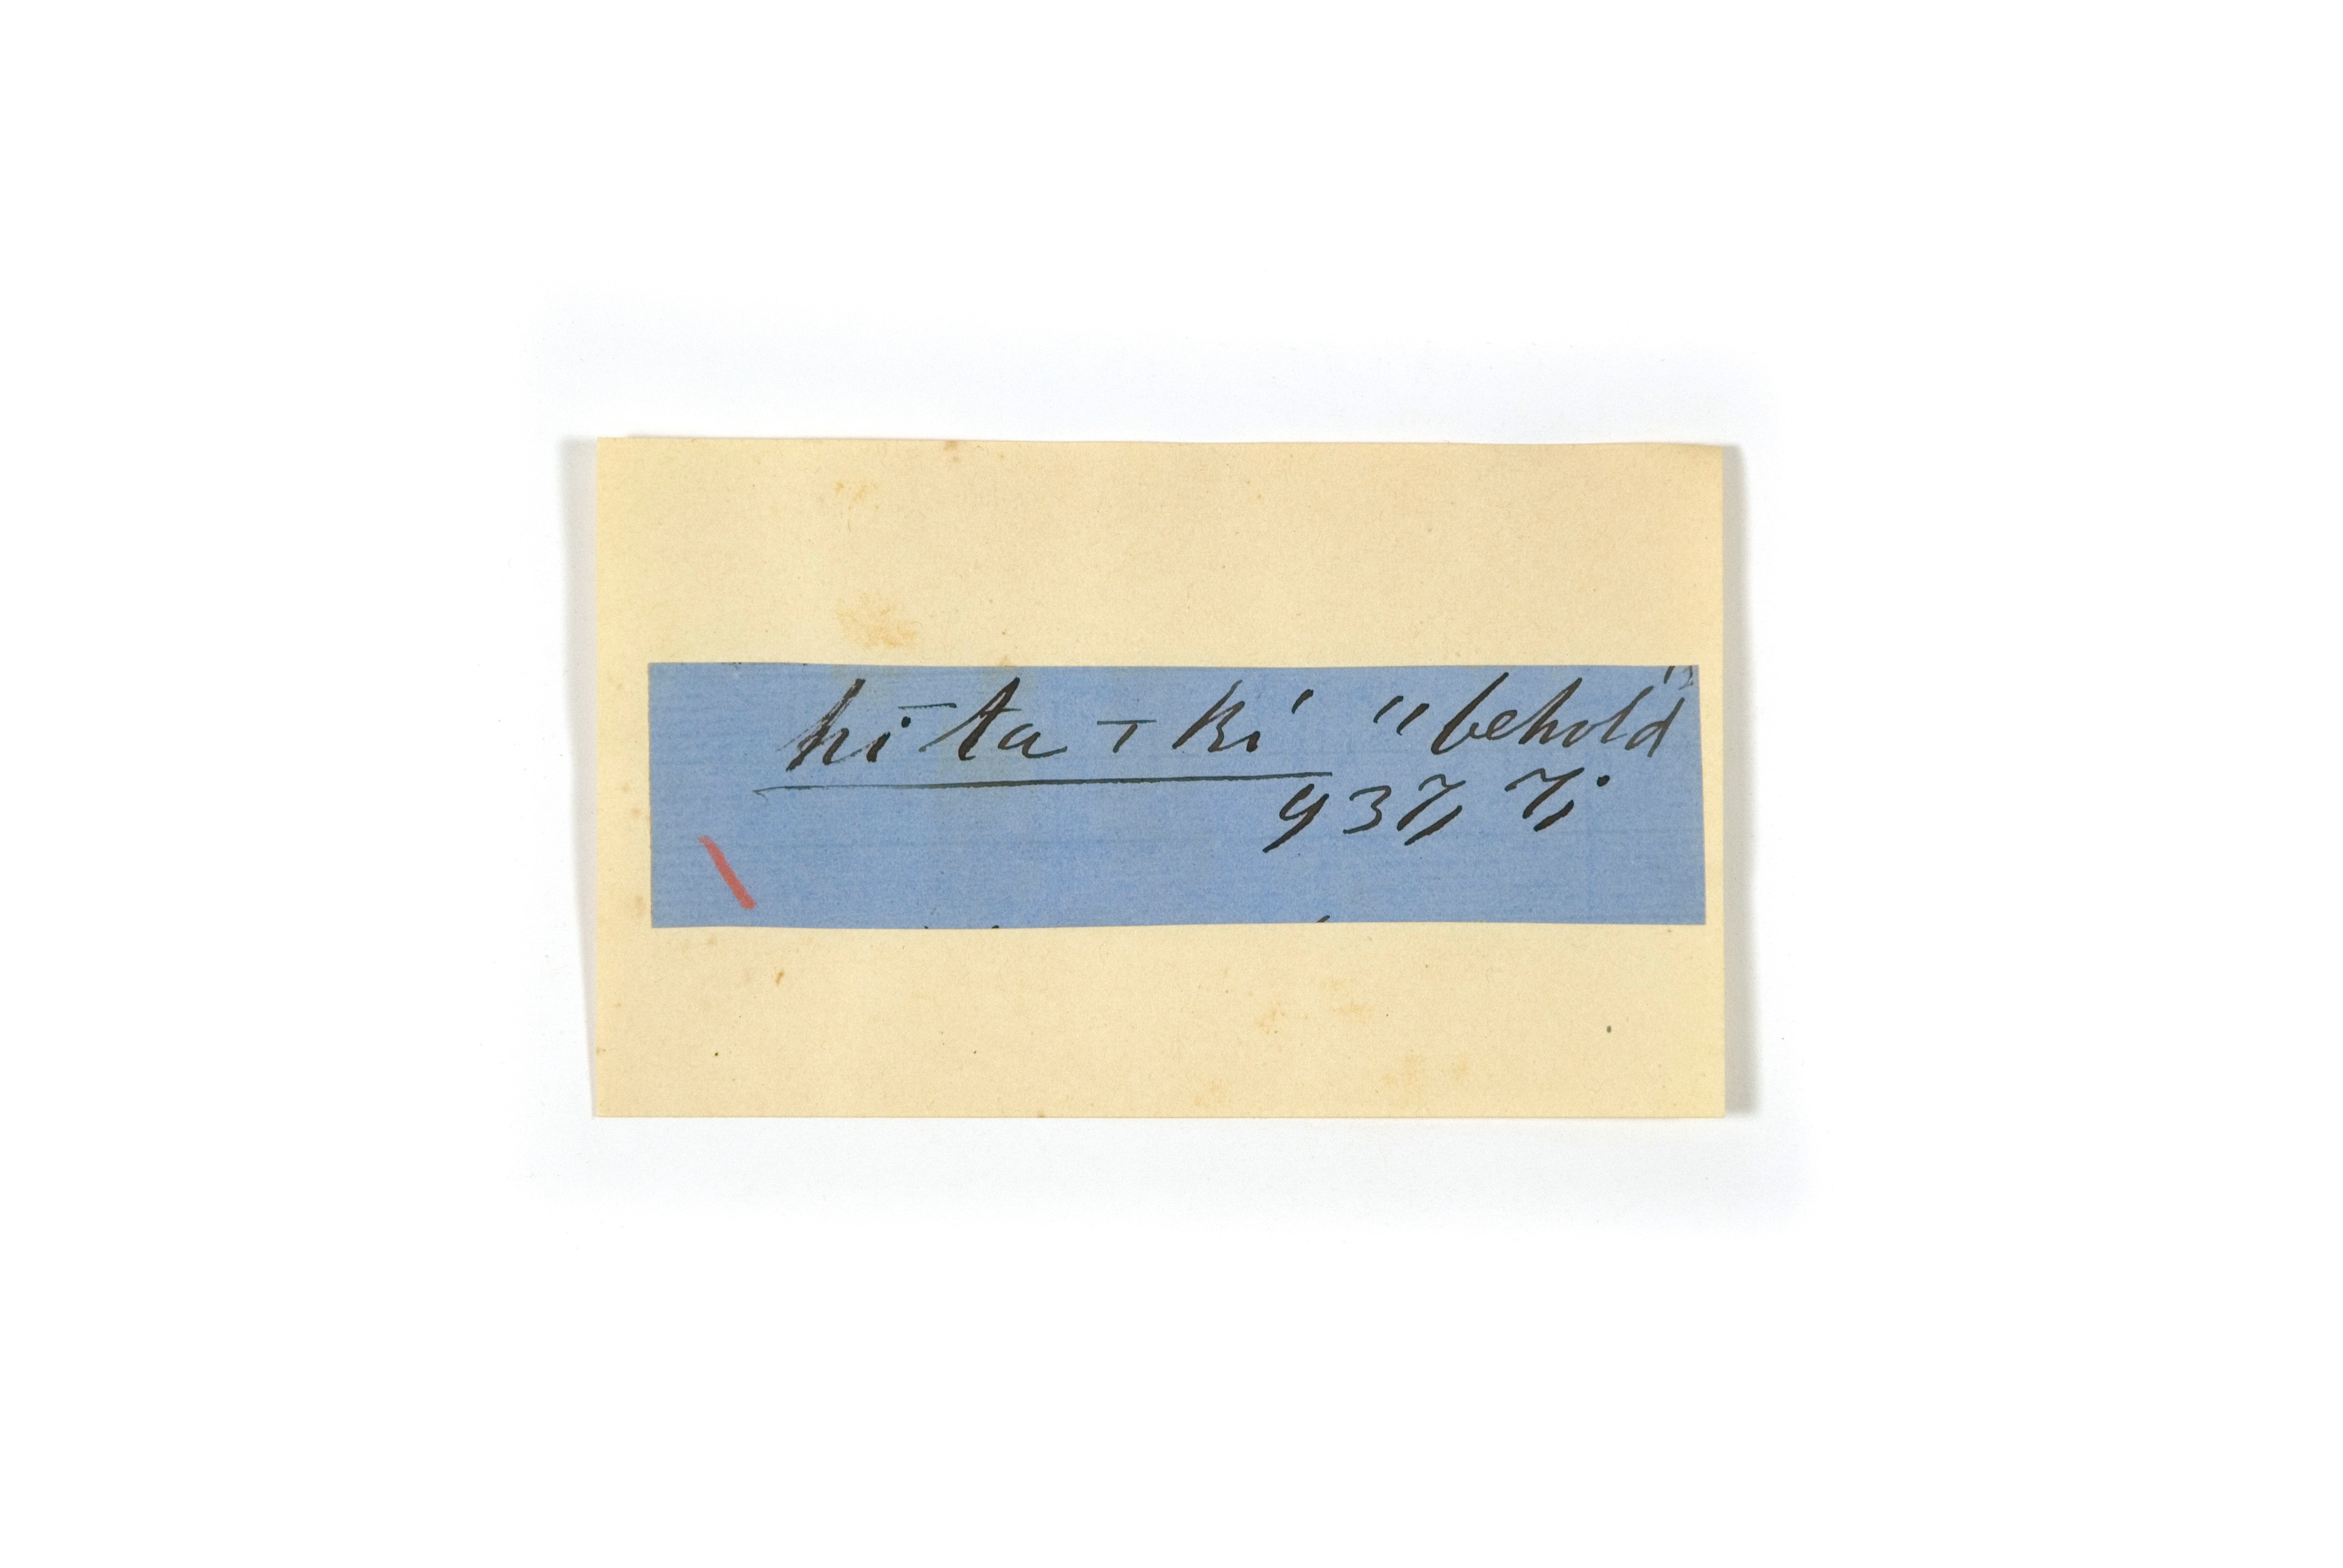 hi-ta-ki "behold"
937, 7;